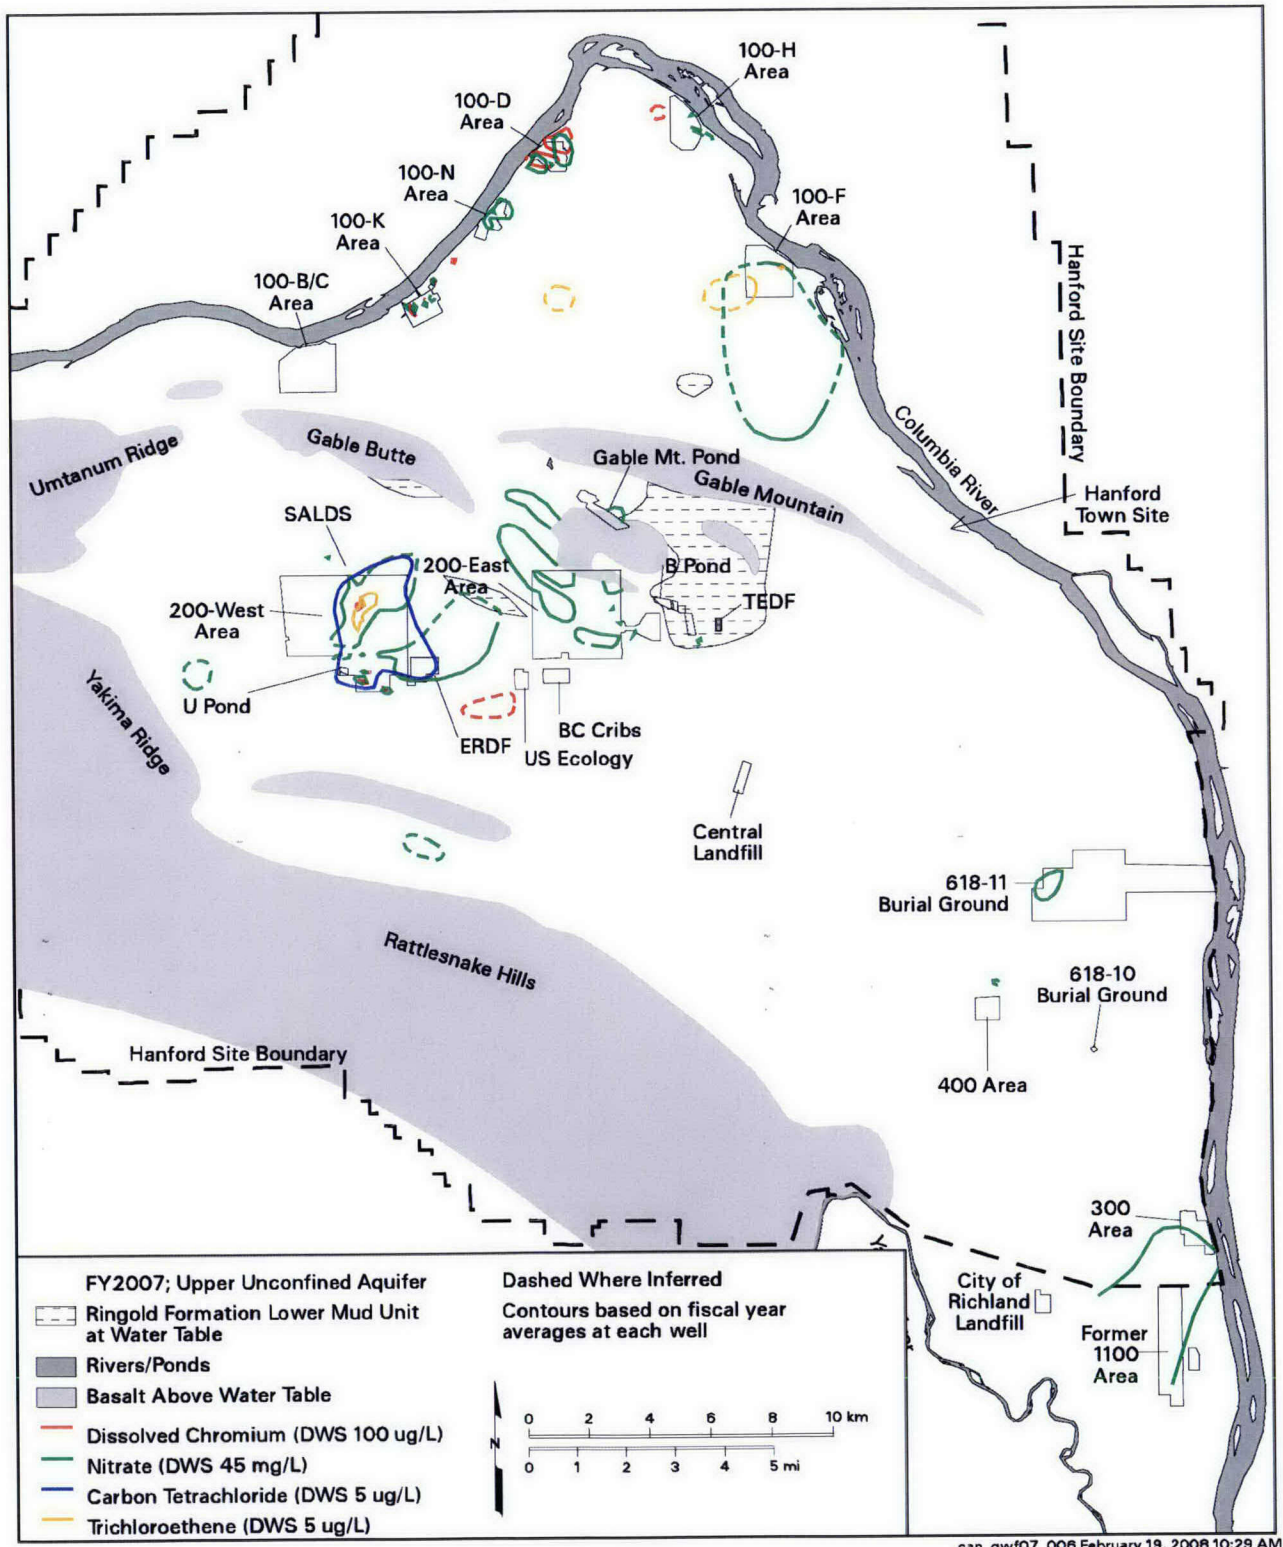 100-H
Area
100-D
Area
100-N
Area
100-F
Area
100-K
Area
100-B/C
Area
Hanford Site Boundary
Columbia River
Umtanum Ridge
Gable Butte
Gable Mt. Pond
Gable Mountain
Hanford
Town Site
SALDS
200-East
Area
B Pond
TEDF
200-West
Area
U Pond
Yakima Ridge
ERDF
BC Cribs
US Ecology
Central
Landfill
618-11
Burial Ground
Rattlesnake Hills
618-10
Burial Ground
400 Area
Hanford Site Boundary
300
Area
City of
Richland
Landfill
Former
1100
Area
FY2007; Upper Unconfined Aquifer
Ringold Formation Lower Mud Unit
at Water Table
Rivers/Ponds
Basalt Above Water Table
Dissolved Chromium (DWS 100 ug/L)
Nitrate (DWS 45 mg/L)
Carbon Tetrachloride (DWS 5 ug/L)
Trichloroethene (DWS 5 ug/L)
Dashed Where Inferred
Contours based on fiscal year
averages at each well
N
0 2 4 6 8 10 km
0 1 2 3 4 5 mi
can_gwf07_006 February 19, 2008 10:29 AM